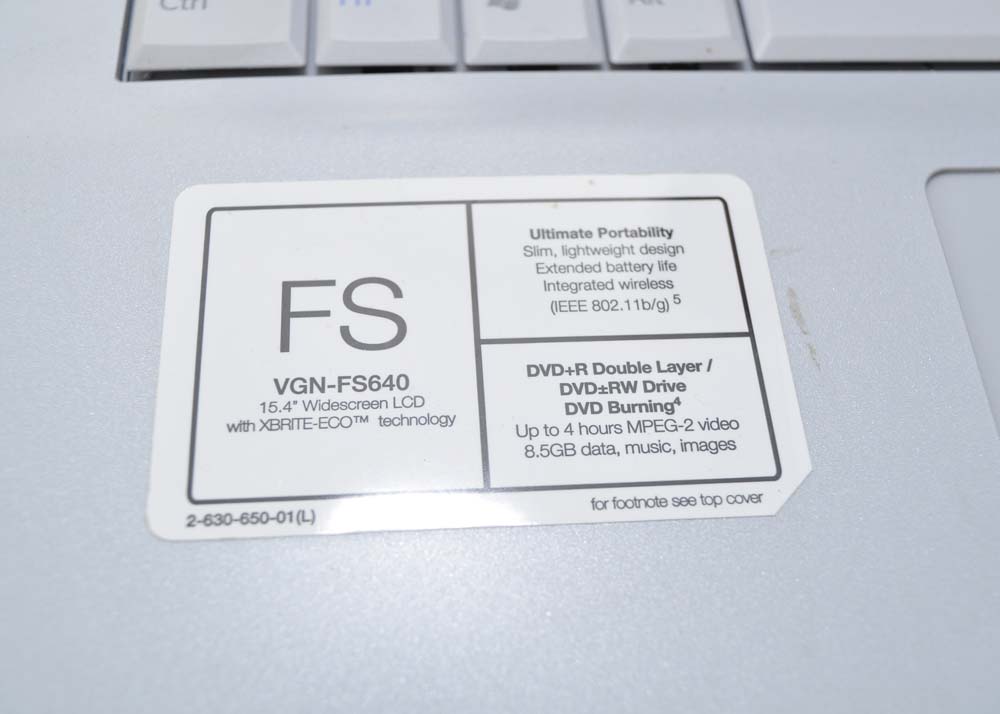 Ctrl
Alt
FS
VGN-FS640
15.4" Widescreen LCD
with XBRITE-ECO™ technology
Ultimate Portability
Slim, lightweight design
Extended battery life
Integrated wireless
(IEEE 802.11b/g) 5
DVD+R Double Layer /
DVD±RW Drive
DVD Burning4
Up to 4 hours MPEG-2 video
8.5GB data, music, images
2-630-650-01(L)
for footnote see top cover